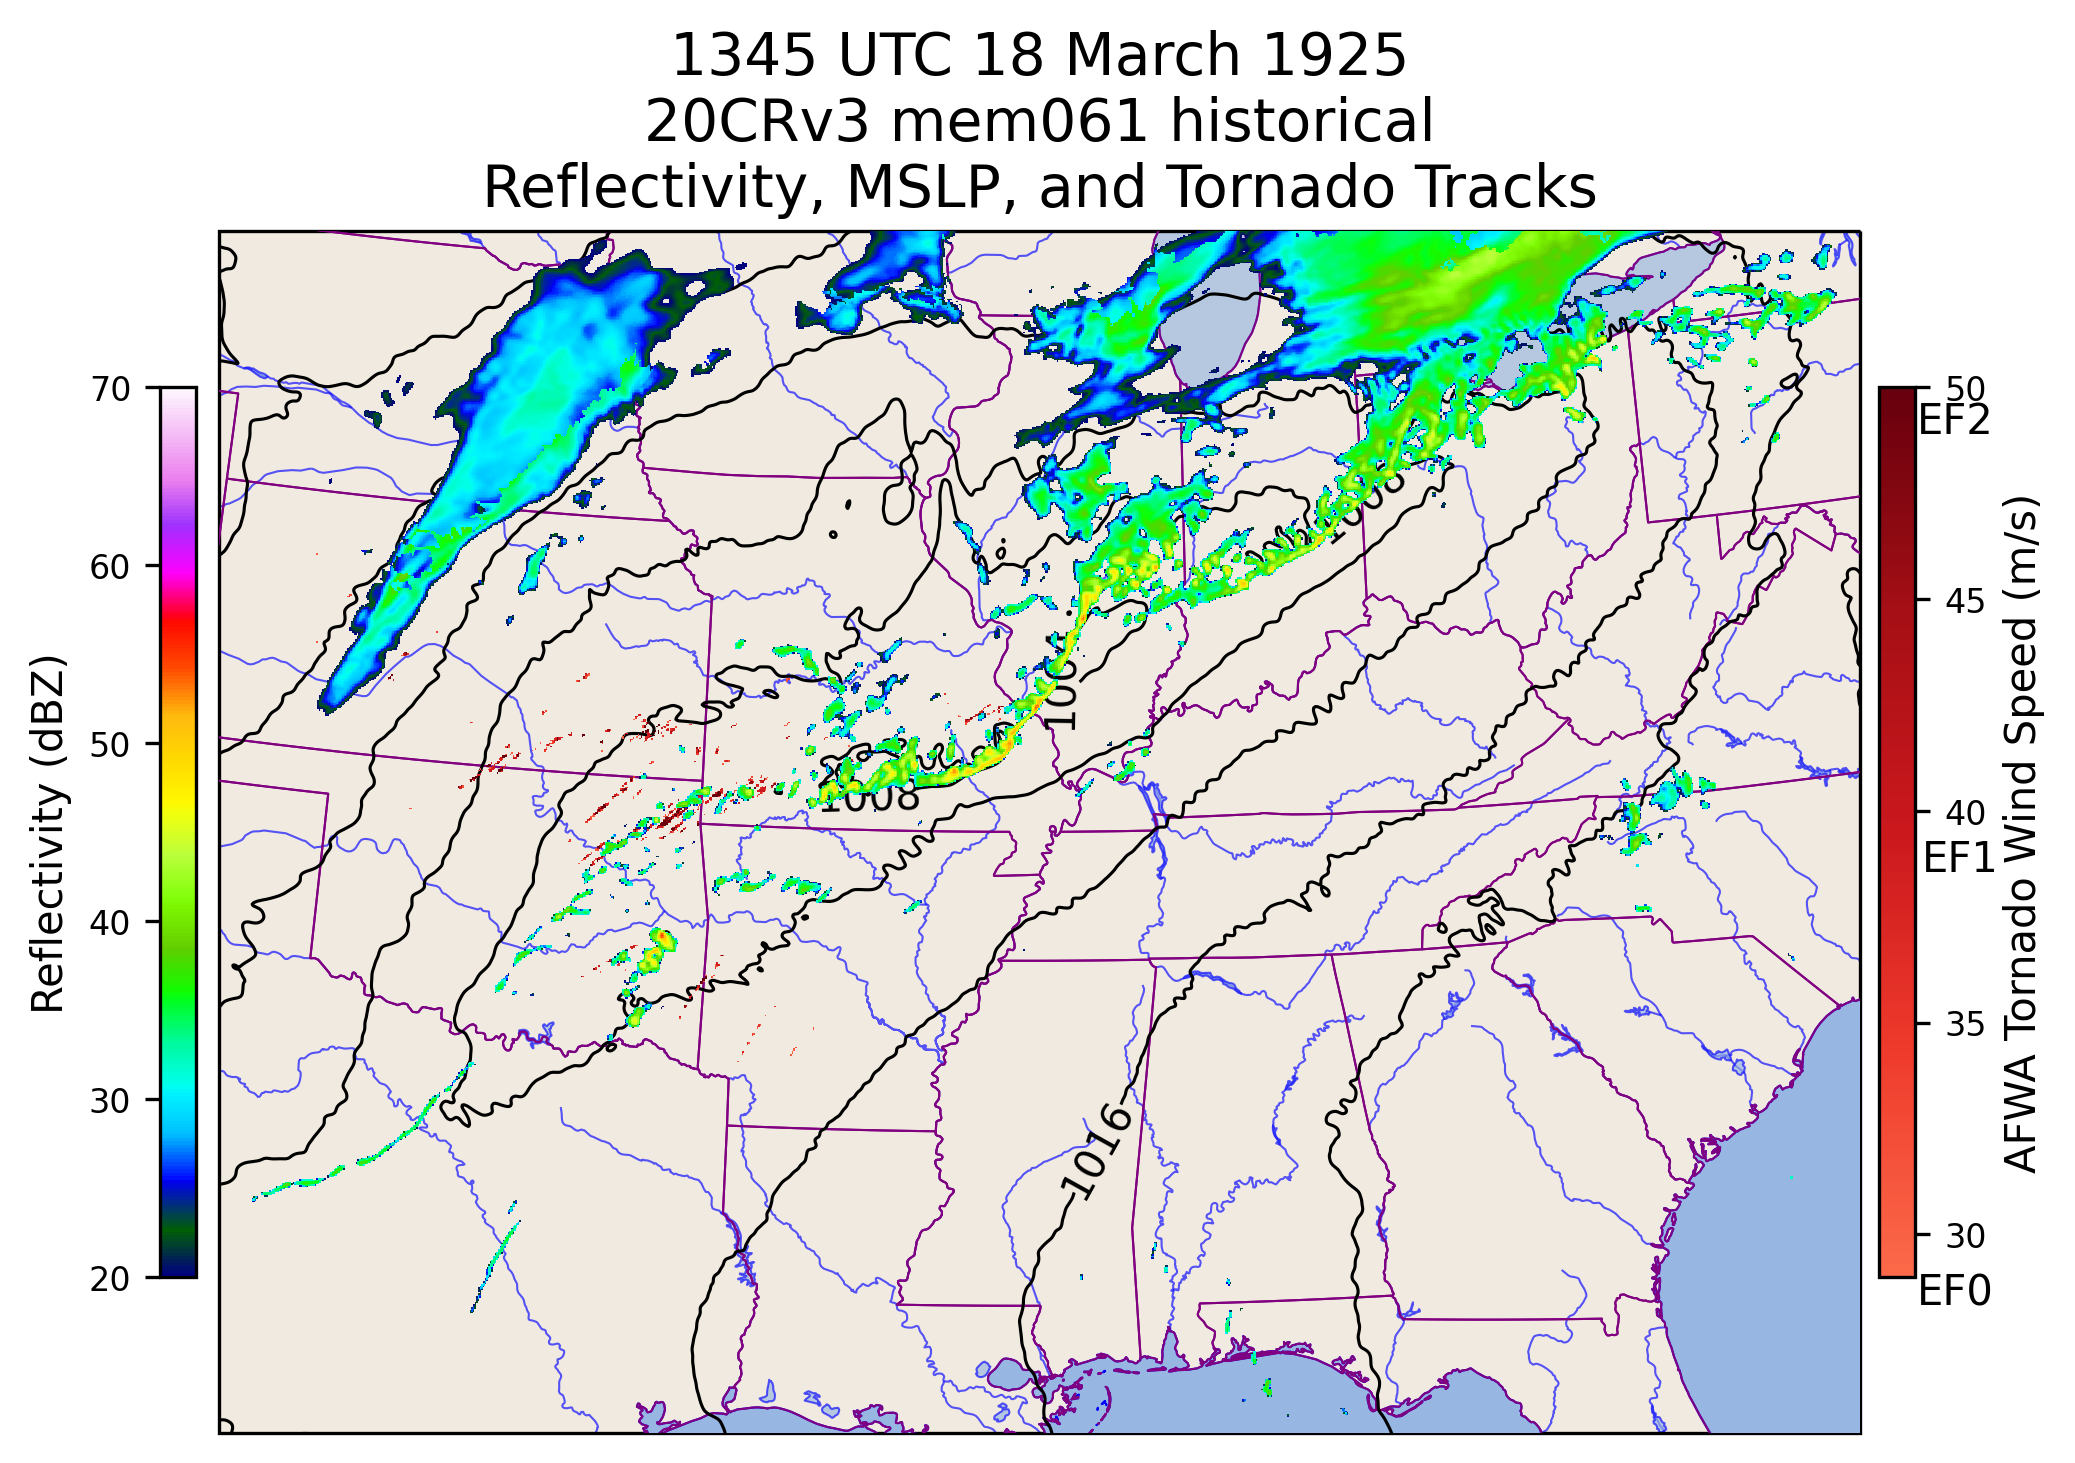 1345 UTC 18 March 1925
20CRv3 mem061 historical
Reflectivity, MSLP, and Tornado Tracks
Reflectivity (dBZ)
70
60
50
40
30
20
1008
1004
1008
1016
50
EF2
45
40
EF1
35
30
EF0
AFWA Tornado Wind Speed (m/s)